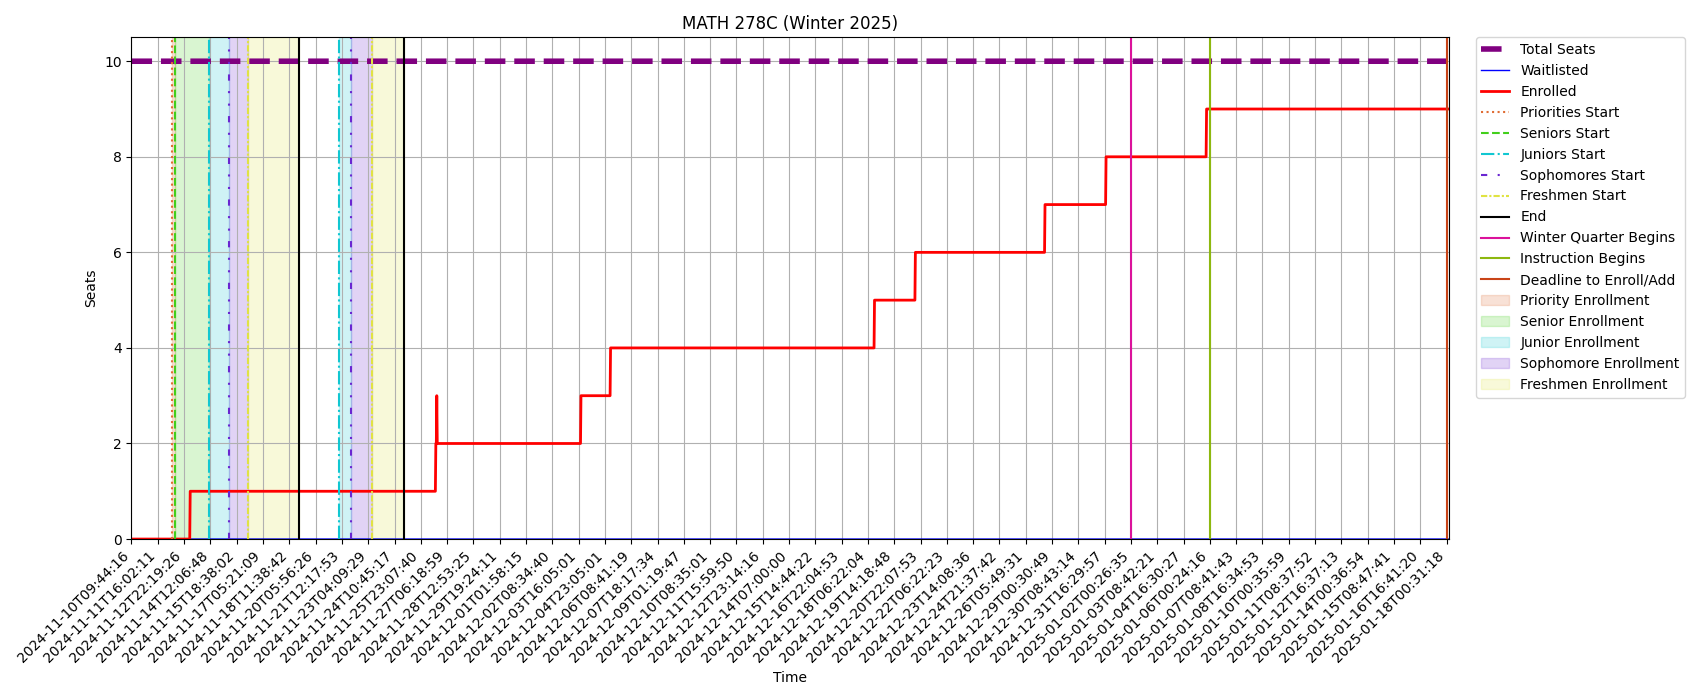 MATH 278C (Winter 2025)
10
8
6
4
2
0
Seats
2024-11-10T09:44:16
2024-11-11T16:02:11
2024-11-12T22:19:26
2024-11-14T12:06:48
2024-11-15T18:38:02
2024-11-17T05:21:09
2024-11-18T11:38:42
2024-11-20T05:56:26
2024-11-21T12:17:53
2024-11-23T04:09:29
2024-11-24T10:45:17
2024-11-25T23:07:40
2024-11-27T06:18:59
2024-11-28T12:53:25
2024-11-29T19:24:11
2024-12-01T01:58:15
2024-12-02T08:34:40
2024-12-03T16:05:01
2024-12-04T23:05:01
2024-12-06T08:41:19
2024-12-07T18:17:34
2024-12-09T01:19:47
2024-12-10T08:35:01
2024-12-11T15:59:50
2024-12-12T23:14:16
2024-12-14T07:00:00
2024-12-15T14:44:22
2024-12-16T22:04:53
2024-12-18T06:22:04
2024-12-19T14:18:48
2024-12-20T22:07:53
2024-12-22T06:22:23
2024-12-23T14:08:36
2024-12-24T21:37:42
2024-12-26T05:49:31
2024-12-29T00:30:49
2024-12-30T08:43:14
2024-12-31T16:29:57
2025-01-02T00:26:35
2025-01-03T08:42:21
2025-01-04T16:30:27
2025-01-06T00:24:16
2025-01-07T08:41:43
2025-01-08T16:34:53
2025-01-10T00:35:59
2025-01-11T08:37:52
2025-01-12T16:37:13
2025-01-14T00:36:54
2025-01-15T08:47:41
2025-01-16T16:41:20
2025-01-18T00:31:18
Time
Total Seats
Waitlisted
Enrolled
Priorities Start
Seniors Start
Juniors Start
Sophomores Start
Freshmen Start
End
Winter Quarter Begins
Instruction Begins
Deadline to Enroll/Add
Priority Enrollment
Senior Enrollment
Junior Enrollment
Sophomore Enrollment
Freshmen Enrollment